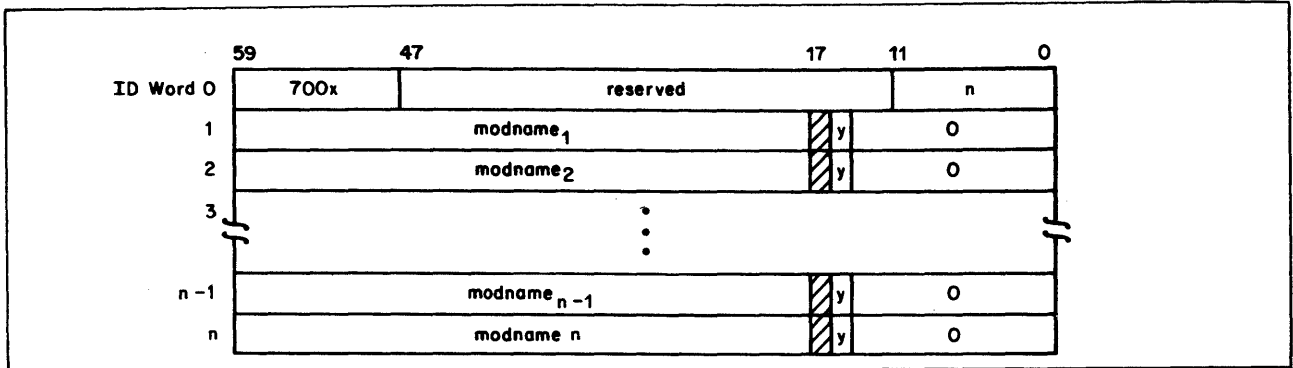 59 47 17 11 0
ID Word 0 700x reserved n
1 modname1 y 0
2 modname2 y 0
3
n-1 modname n-1 y 0
n modname n y 0